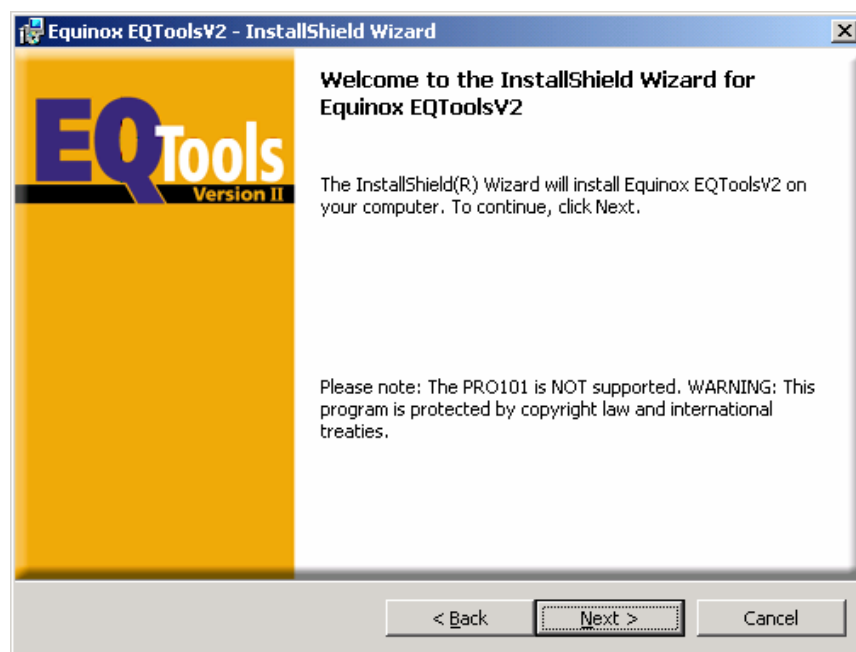 Equinox EQToolsV2 - InstallShield Wizard
EQTools
Version II
Welcome to the InstallShield Wizard for
Equinox EQToolsV2
The InstallShield(R) Wizard will install Equinox EQToolsV2 on
your computer. To continue, click Next.
Please note: The PRO101 is NOT supported. WARNING: This
program is protected by copyright law and international
treaties.
< Back
Next >
Cancel